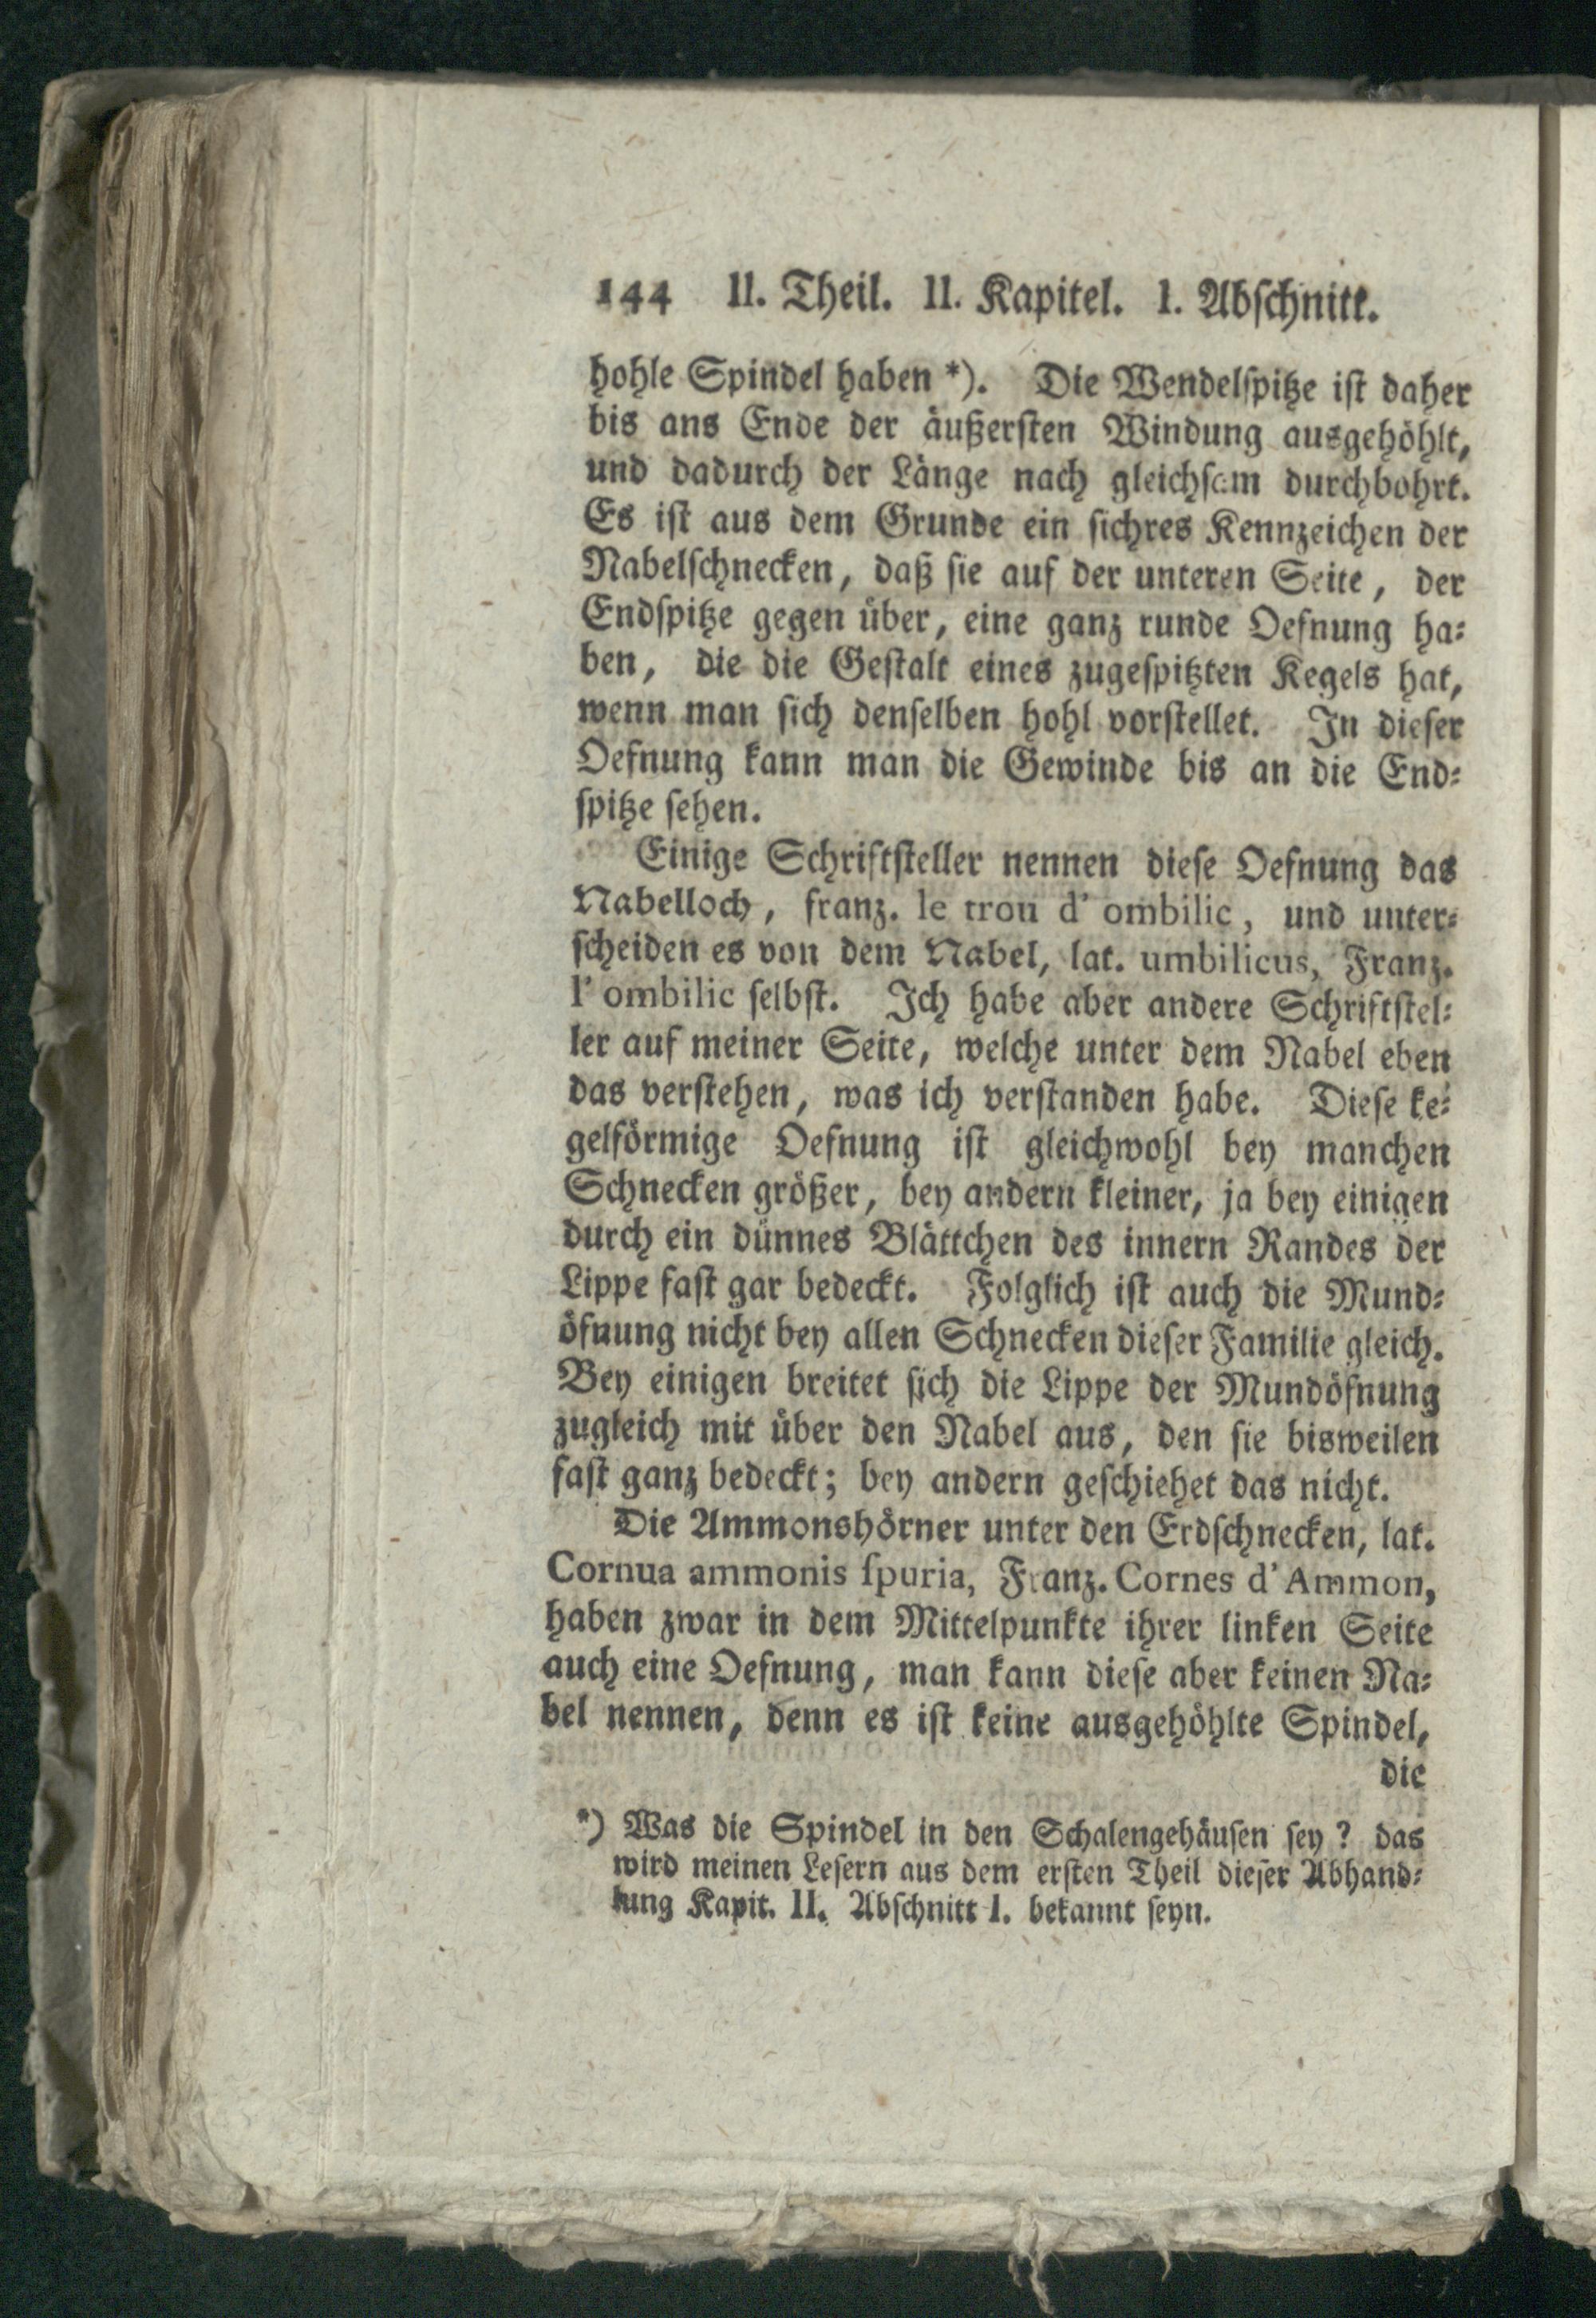 144 II. Theil. II. Kapitel. I. Abschnitt.
hohle Spindel haben *). Die Wendelspitze ist daher
bis ans Ende der äußersten Windung ausgehöhlt,
und dadurch der Länge nach gleichsam durchbohrt.
Es ist aus dem Grunde ein sichres Kennzeichen der
Nabelschnecken, daß sie auf der unteren Seite, der
Endspitze gegen über, eine ganz runde Oefnung ha-
ben, die die Gestalt eines zugespitzten Kegels hat,
wenn man sich denselben hohl vorstellet. In dieser
Oefnung kann man die Gewinde bis an die End-
spitze sehen.
Einige Schriftsteller nennen diese Oefnung das
Nabelloch, franz. le trou d' ombilic, und unter-
scheiden es von dem Nabel, lat. umbilicus, Franz.
l' ombilic selbst. Ich habe aber andere Schriftstel-
ler auf meiner Seite, welche unter dem Nabel eben
das verstehen, was ich verstanden habe. Diese ke-
gelförmige Oefnung ist gleichwohl bey manchen
Schnecken größer, bey andern kleiner, ja bey einigen
durch ein dünnes Blättchen des innern Randes der
Lippe fast gar bedeckt. Folglich ist auch die Mund-
öfnung nicht bey allen Schnecken dieser Familie gleich.
Bey einigen breitet sich die Lippe der Mundöfnung
zugleich mit über den Nabel aus, den sie bisweilen
fast ganz bedeckt; bey andern geschiehet das nicht.
Die Ammonshörner unter den Erdschnecken, lat.
Cornua ammonis ſpuria, Franz. Cornes d' Ammon,
haben zwar in dem Mittelpunkte ihrer linken Seite
auch eine Oefnung, man kann diese aber keinen Na-
bel nennen, denn es ist keine ausgehöhlte Spindel,
die
*) Was die Spindel in den Schalengehäusen sey? das
wird meinen Lesern aus dem ersten Theil dieser Abhand-
lung Kapit. II. Abschnitt I. bekannt seyn.